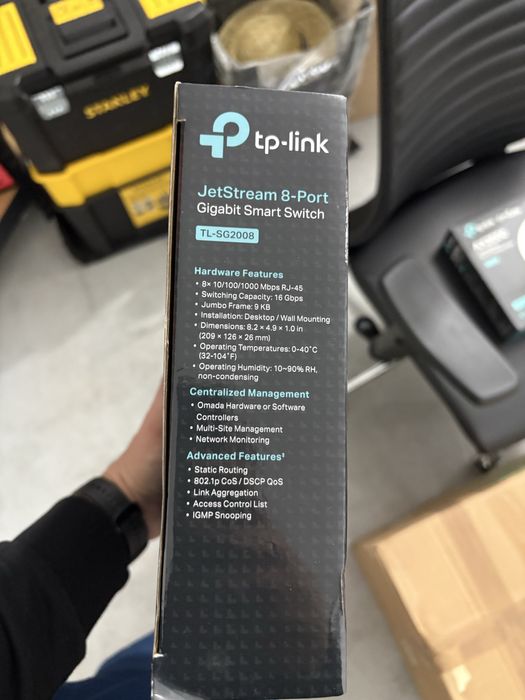 STANLEY
tp-link
JetStream 8-Port
Gigabit Smart Switch
TL-SG2008
Hardware Features
• 8× 10/100/1000 Mbps RJ-45
• Switching Capacity: 16 Gbps
• Jumbo Frame: 9 KB
• Installation: Desktop / Wall Mounting
• Dimensions: 8.2 × 4.9 × 1.0 in
(209 × 126 × 26 mm)
• Operating Temperatures: 0-40°C
(32-104°F)
• Operating Humidity: 10~90% RH,
non-condensing
Centralized Management
• Omada Hardware or Software
Controllers
• Multi-Site Management
• Network Monitoring
Advanced Features‡
• Static Routing
• 802.1p CoS / DSCP QoS
• Link Aggregation
• Access Control List
• IGMP Snooping